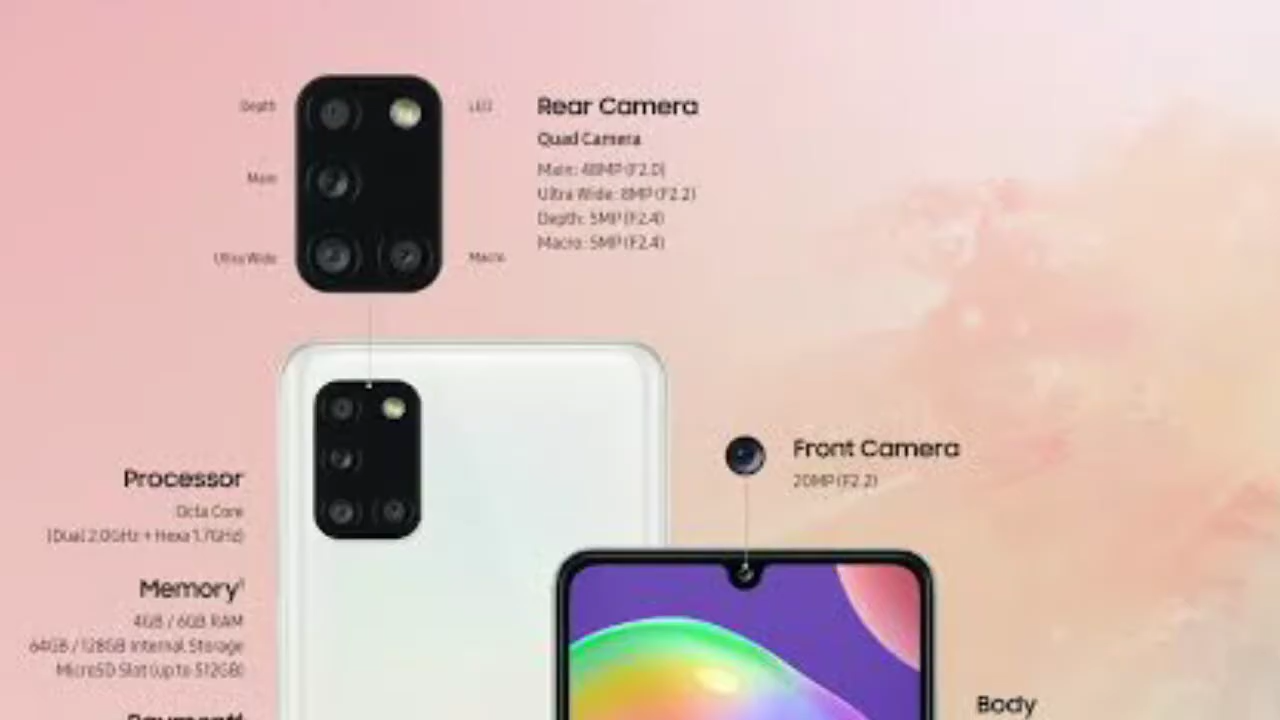 Depth
LED
Main
Ultra Wide
Macro
Rear Camera
Quad Camera
Main: 48MP (F2.0)
Ultra Wide: 8MP (F2.2)
Depth: 5MP (F2.4)
Macro: 5MP (F2.4)
Front Camera
20MP (F2.2)
Processor
Octa Core
(Dual 2.0GHz + Hexa 1.7GHz)
Memory¹
4GB / 6GB RAM
64GB / 128GB Internal Storage
MicroSD Slot (up to 512GB)
Body